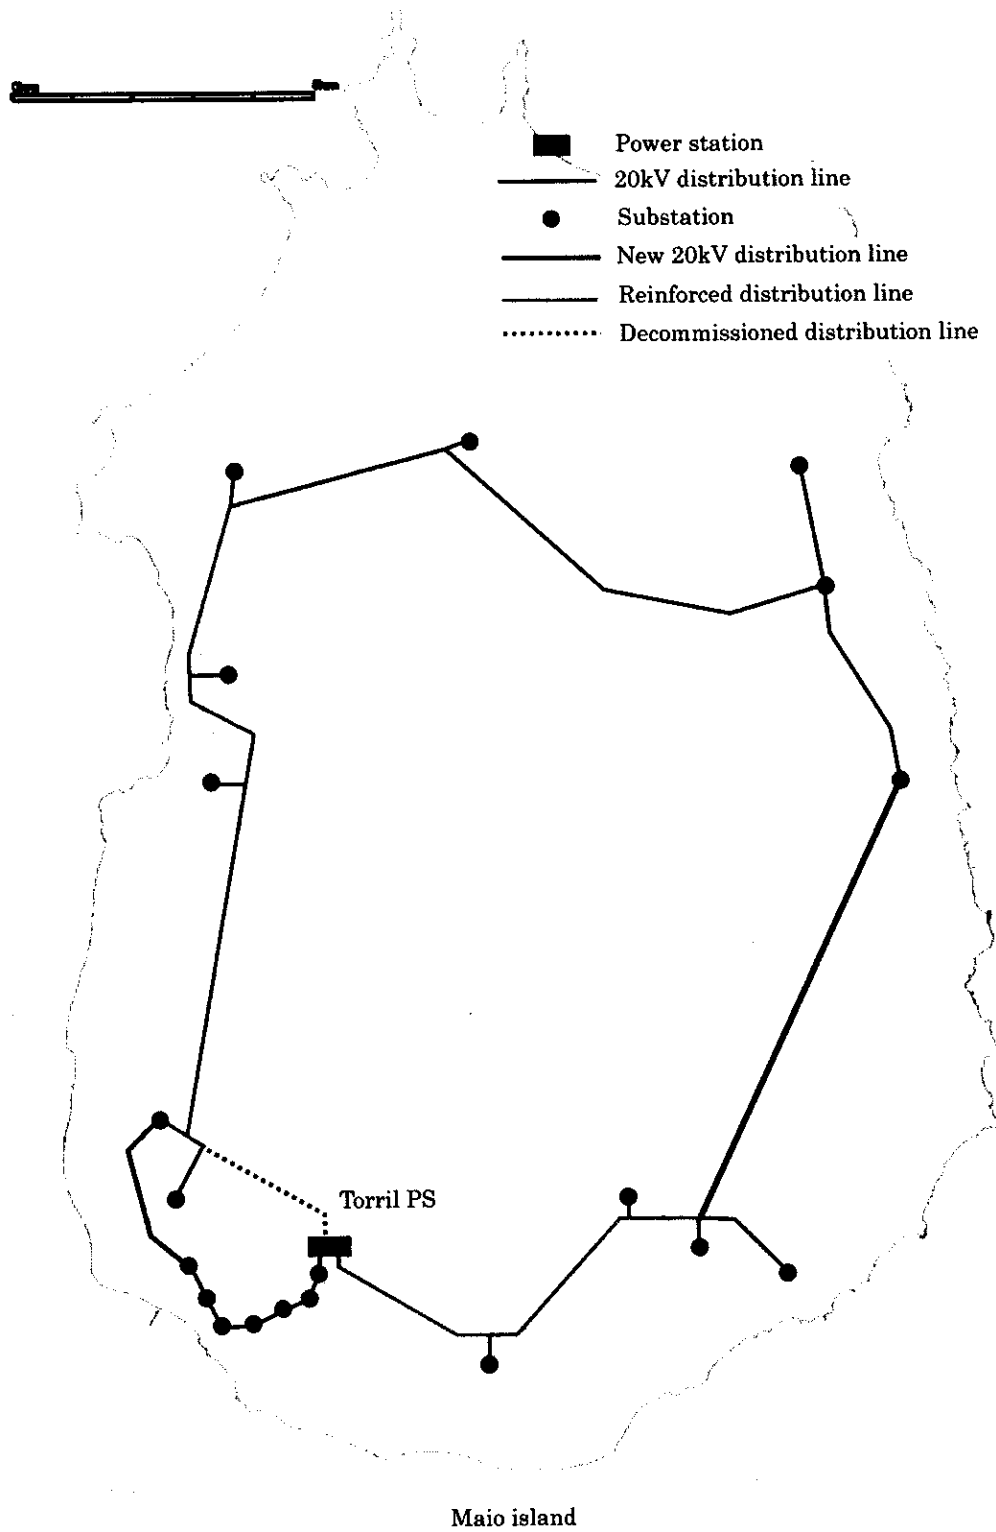 Power station
20kV distribution line
Substation
New 20kV distribution line
Reinforced distribution line
Decommissioned distribution line
Torril PS
Maio island